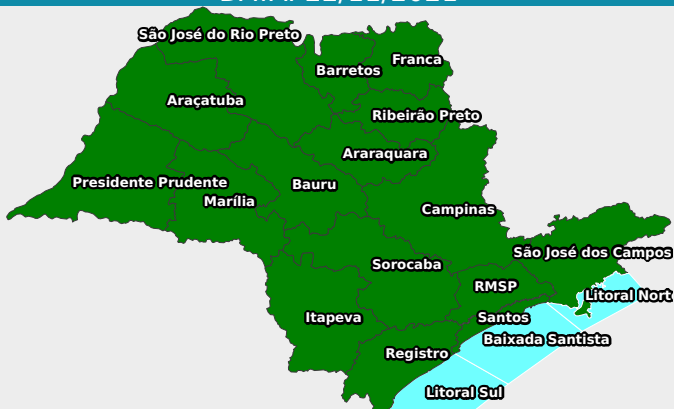 São José do Rio Preto
Franca
Barretos
Araçatuba
Ribeirão Preto
Araraquara
Presidente Prudente
Bauru
Marília
Campinas
São José dos Campos
Sorocaba
RMSP
Litoral Nort
Itapeva
Santos
Baixada Santista
Registro
Litoral Sul